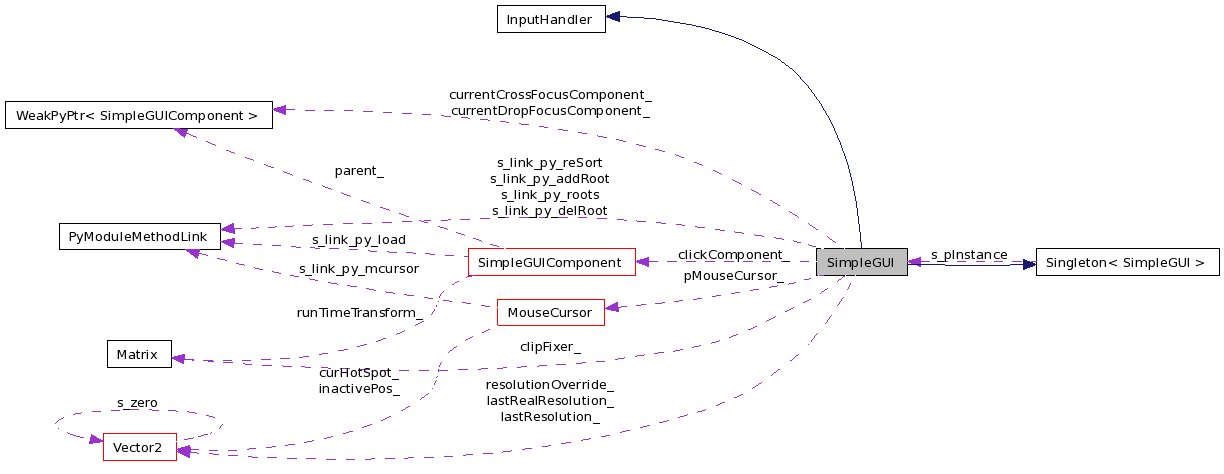 InputHandler
currentCrossFocusComponent_
currentDropFocusComponent_
WeakPyPtr< SimpleGUIComponent >
parent_
s_link_py_reSort
s_link_py_addRoot
s_link_py_roots
s_link_py_delRoot
PyModuleMethodLink
s_link_py_load
SimpleGUIComponent
clickComponent_
SimpleGUI
s_pInstance
Singleton< SimpleGUI >
s_link_py_mcursor
pMouseCursor_
runTimeTransform_
MouseCursor
Matrix
clipFixer_
curHotSpot_
inactivePos_
resolutionOverride_
lastRealResolution_
lastResolution_
s_zero
Vector2